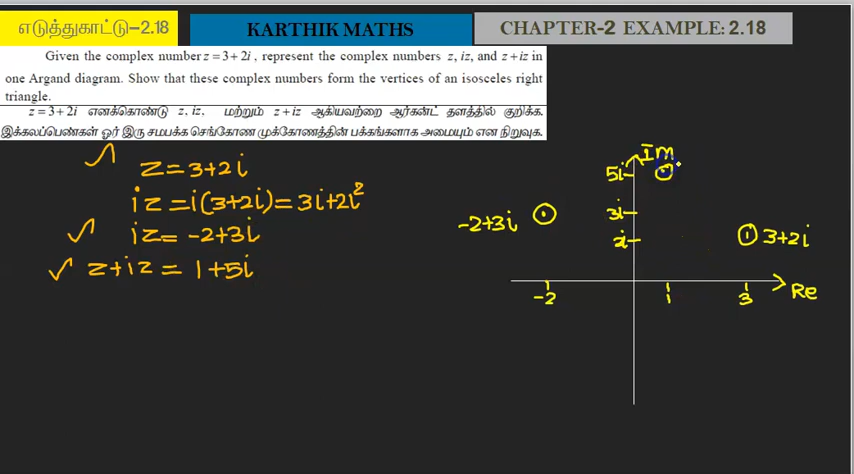 எடுத்துகாட்டு–2.18
KARTHIK MATHS
CHAPTER-2 EXAMPLE: 2.18
Given the complex number z = 3 + 2i , represent the complex numbers z, iz, and z + iz in
one Argand diagram. Show that these complex numbers form the vertices of an isosceles right
triangle.
z = 3 + 2i எனக்கொண்டு z, iz. மற்றும் z + iz ஆகியவற்றை ஆர்கன்ட் தளத்தில் குறிக்க.
இக்கலப்பெண்கள் ஓர் இரு சமபக்க செங்கோண முக்கோணத்தின் பக்கங்களாக அமையும் என நிறுவுக.
z = 3+2i
iz = i(3+2i) = 3i+2i²
iz = -2+3i
z+iz = 1+5i
Im
5i
-2+3i
3i
i
3+2i
-2
1
3
Re